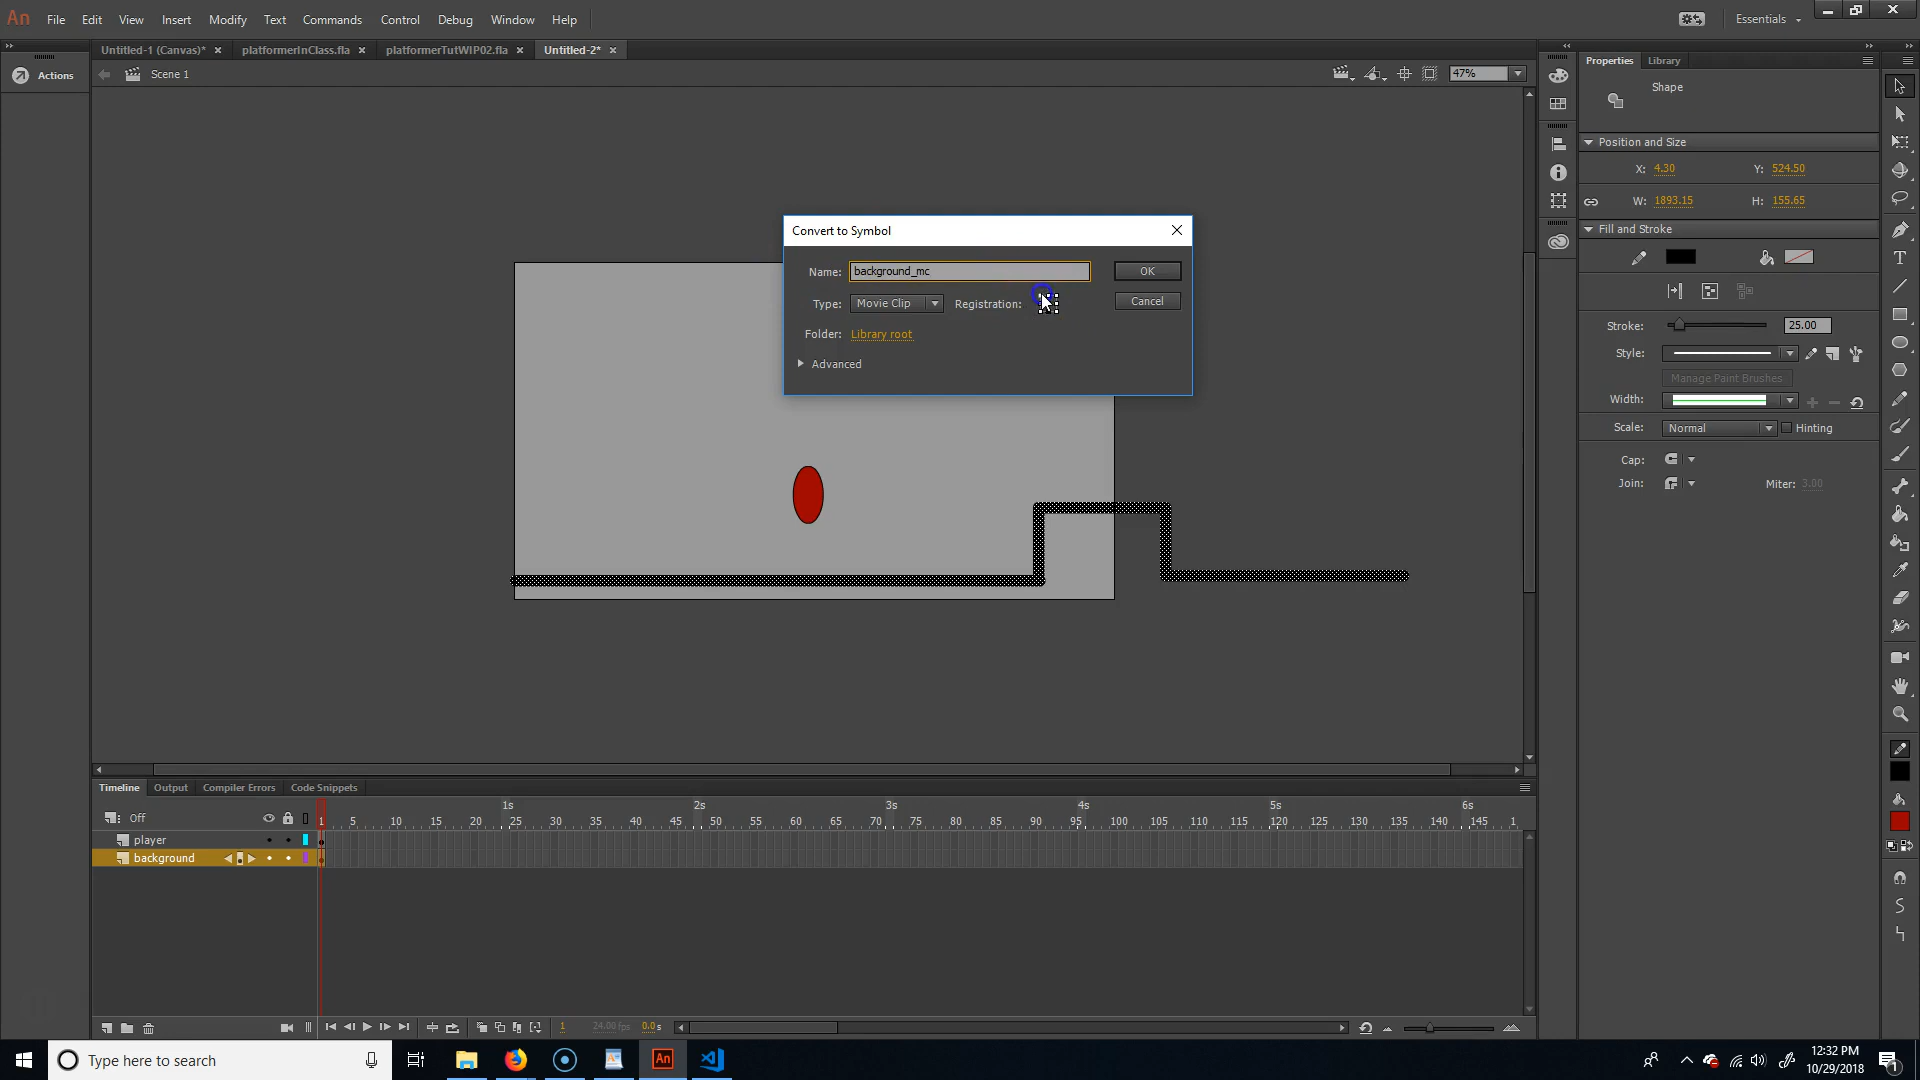 An File Edit View Insert Modify Text Commands Control Debug Window Help Essentials
Untitled-1 (Canvas)* × platformerInClass.fla × platformerTutWIP02.fla × Untitled-2* ×
Actions
Scene 1 47%
Properties Library
Shape
Position and Size
X: 4.30 Y: 524.50
W: 1893.15 H: 155.65
Fill and Stroke
Stroke: 25.00
Style:
Manage Paint Brushes
Width:
Scale: Normal Hinting
Cap:
Join: Miter: 3.00
Convert to Symbol
Name: background_mc OK
Type: Movie Clip Registration: Cancel
Folder: Library root
Advanced
Timeline Output Compiler Errors Code Snippets
1s 2s 3s 4s 5s 6s
Off 1 5 10 15 20 25 30 35 40 45 50 55 60 65 70 75 80 85 90 95 100 105 110 115 120 125 130 135 140 145 1
player
background
1 24.00 fps 0.0 s
Type here to search An
12:32 PM
10/29/2018
1